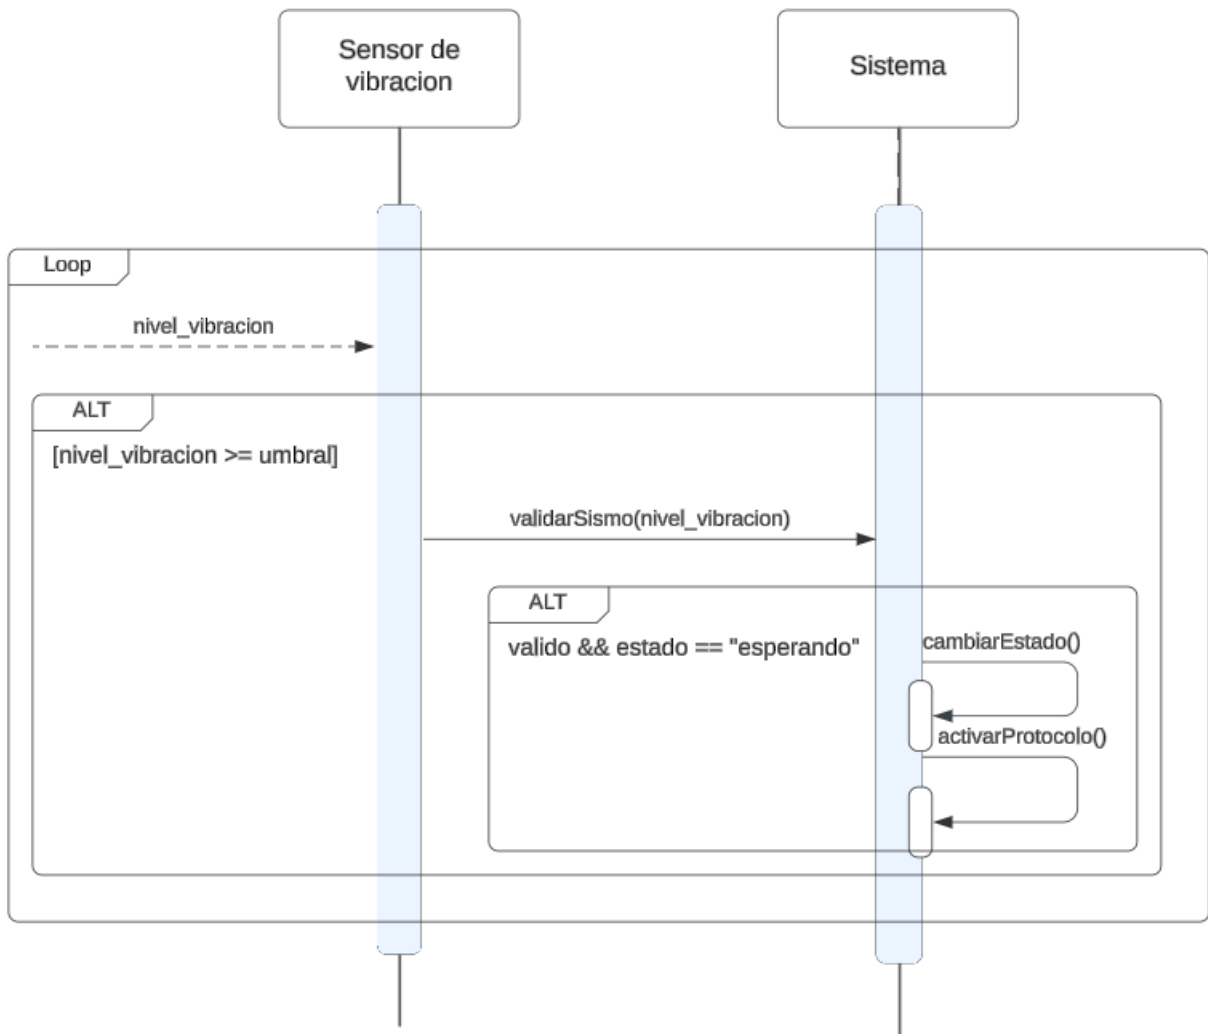 Sensor de
vibracion
Sistema
Loop
nivel_vibracion
ALT
[nivel_vibracion >= umbral]
validarSismo(nivel_vibracion)
ALT
valido && estado == "esperando"
cambiarEstado()
activarProtocolo()